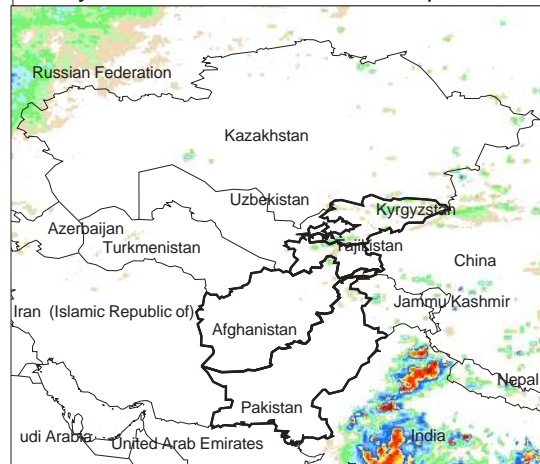 Russian Federation
Kazakhstan
Uzbekistan
Kyrgyzstan
Azerbaijan
Turkmenistan
Tajikistan
China
Jammu/Kashmir
Iran (Islamic Republic of)
Afghanistan
Nepal
Pakistan
udi Arabia
United Arab Emirates
India